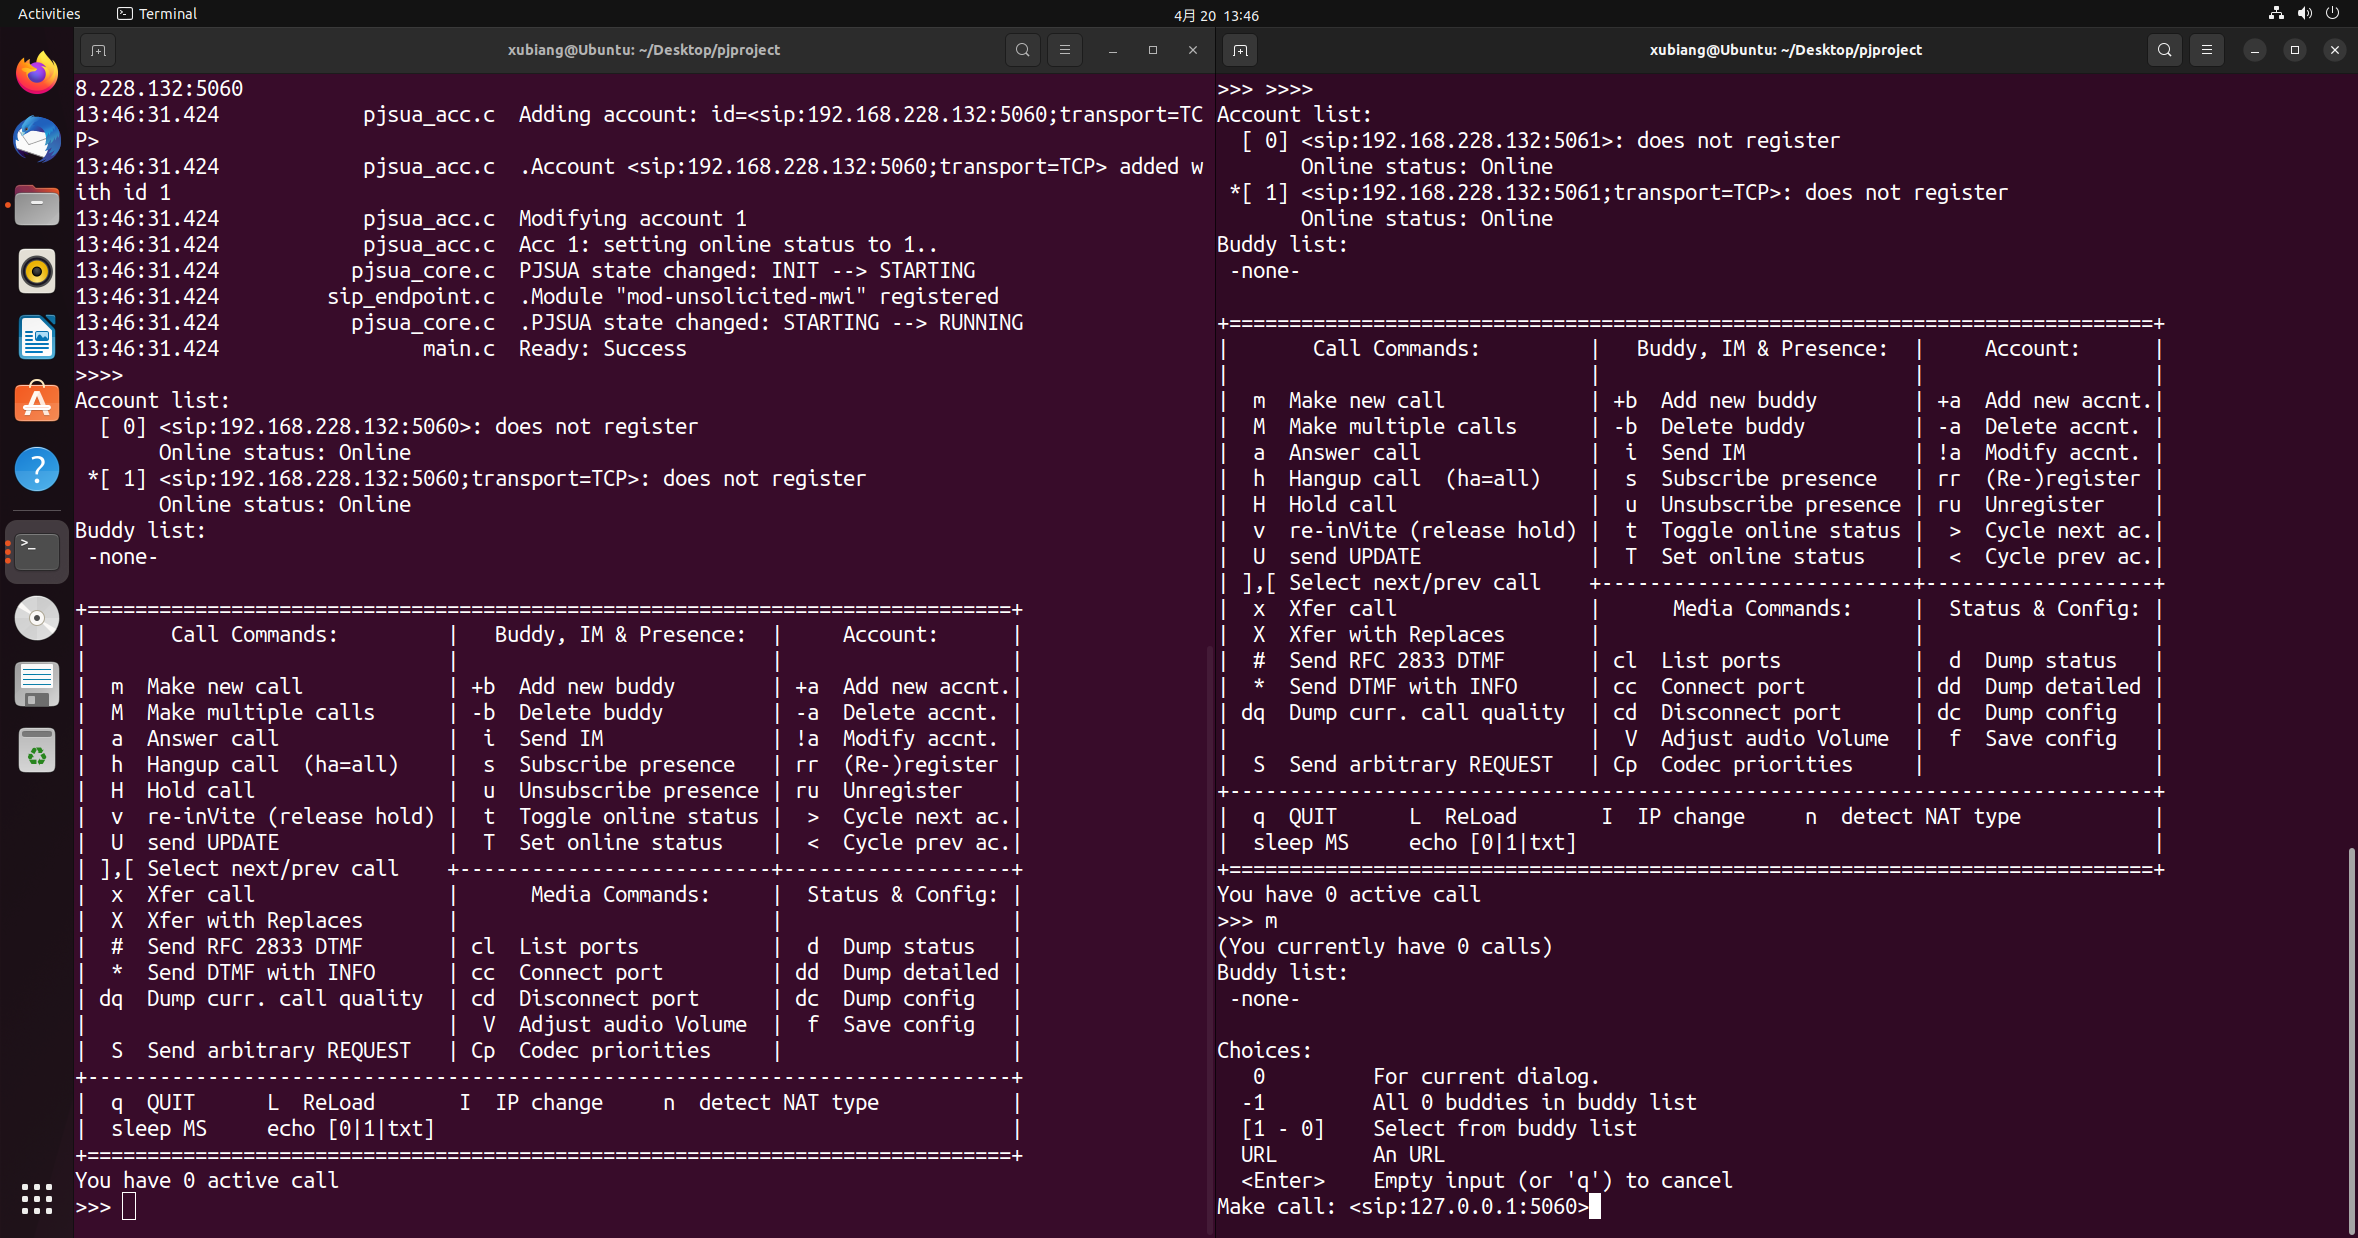 Activities
Terminal
4月 20 13:46
xubiang@Ubuntu: ~/Desktop/pjproject
8.228.132:5060
13:46:31.424            pjsua_acc.c  Adding account: id=<sip:192.168.228.132:5060;transport=TC
P>
13:46:31.424            pjsua_acc.c  .Account <sip:192.168.228.132:5060;transport=TCP> added w
ith id 1
13:46:31.424            pjsua_acc.c  Modifying account 1
13:46:31.424            pjsua_acc.c  Acc 1: setting online status to 1..
13:46:31.424           pjsua_core.c  PJSUA state changed: INIT --> STARTING
13:46:31.424         sip_endpoint.c  .Module "mod-unsolicited-mwi" registered
13:46:31.424           pjsua_core.c  .PJSUA state changed: STARTING --> RUNNING
13:46:31.424                 main.c  Ready: Success
>>>>
Account list:
  [ 0] <sip:192.168.228.132:5060>: does not register
       Online status: Online
 *[ 1] <sip:192.168.228.132:5060;transport=TCP>: does not register
       Online status: Online
Buddy list:
 -none-
+=============================================================================+
|       Call Commands:         |   Buddy, IM & Presence:  |     Account:      |
|                              |                          |                   |
|  m  Make new call            | +b  Add new buddy        | +a  Add new accnt.|
|  M  Make multiple calls      | -b  Delete buddy         | -a  Delete accnt. |
|  a  Answer call              |  i  Send IM              | !a  Modify accnt. |
|  h  Hangup call  (ha=all)    |  s  Subscribe presence   | rr  (Re-)register |
|  H  Hold call                |  u  Unsubscribe presence | ru  Unregister    |
|  v  re-inVite (release hold) |  t  Toggle online status |  >  Cycle next ac.|
|  U  send UPDATE              |  T  Set online status    |  <  Cycle prev ac.|
| ],[ Select next/prev call    +--------------------------+-------------------+
|  x  Xfer call                |      Media Commands:     |  Status & Config: |
|  X  Xfer with Replaces       |                          |                   |
|  #  Send RFC 2833 DTMF       | cl  List ports           |  d  Dump status   |
|  *  Send DTMF with INFO      | cc  Connect port         | dd  Dump detailed |
| dq  Dump curr. call quality  | cd  Disconnect port      | dc  Dump config   |
|                              |  V  Adjust audio Volume  |  f  Save config   |
|  S  Send arbitrary REQUEST   | Cp  Codec priorities     |                   |
+-----------------------------------------------------------------------------+
|  q  QUIT      L  ReLoad       I  IP change     n  detect NAT type           |
|  sleep MS     echo [0|1|txt]                                                |
+=============================================================================+
You have 0 active call
>>>
xubiang@Ubuntu: ~/Desktop/pjproject
>>> >>>>
Account list:
  [ 0] <sip:192.168.228.132:5061>: does not register
       Online status: Online
 *[ 1] <sip:192.168.228.132:5061;transport=TCP>: does not register
       Online status: Online
Buddy list:
 -none-
+=============================================================================+
|       Call Commands:         |   Buddy, IM & Presence:  |     Account:      |
|                              |                          |                   |
|  m  Make new call            | +b  Add new buddy        | +a  Add new accnt.|
|  M  Make multiple calls      | -b  Delete buddy         | -a  Delete accnt. |
|  a  Answer call              |  i  Send IM              | !a  Modify accnt. |
|  h  Hangup call  (ha=all)    |  s  Subscribe presence   | rr  (Re-)register |
|  H  Hold call                |  u  Unsubscribe presence | ru  Unregister    |
|  v  re-inVite (release hold) |  t  Toggle online status |  >  Cycle next ac.|
|  U  send UPDATE              |  T  Set online status    |  <  Cycle prev ac.|
| ],[ Select next/prev call    +--------------------------+-------------------+
|  x  Xfer call                |      Media Commands:     |  Status & Config: |
|  X  Xfer with Replaces       |                          |                   |
|  #  Send RFC 2833 DTMF       | cl  List ports           |  d  Dump status   |
|  *  Send DTMF with INFO      | cc  Connect port         | dd  Dump detailed |
| dq  Dump curr. call quality  | cd  Disconnect port      | dc  Dump config   |
|                              |  V  Adjust audio Volume  |  f  Save config   |
|  S  Send arbitrary REQUEST   | Cp  Codec priorities     |                   |
+-----------------------------------------------------------------------------+
|  q  QUIT      L  ReLoad       I  IP change     n  detect NAT type           |
|  sleep MS     echo [0|1|txt]                                                |
+=============================================================================+
You have 0 active call
>>> m
(You currently have 0 calls)
Buddy list:
 -none-
Choices:
   0         For current dialog.
  -1         All 0 buddies in buddy list
  [1 - 0]    Select from buddy list
  URL        An URL
  <Enter>    Empty input (or 'q') to cancel
Make call: <sip:127.0.0.1:5060>